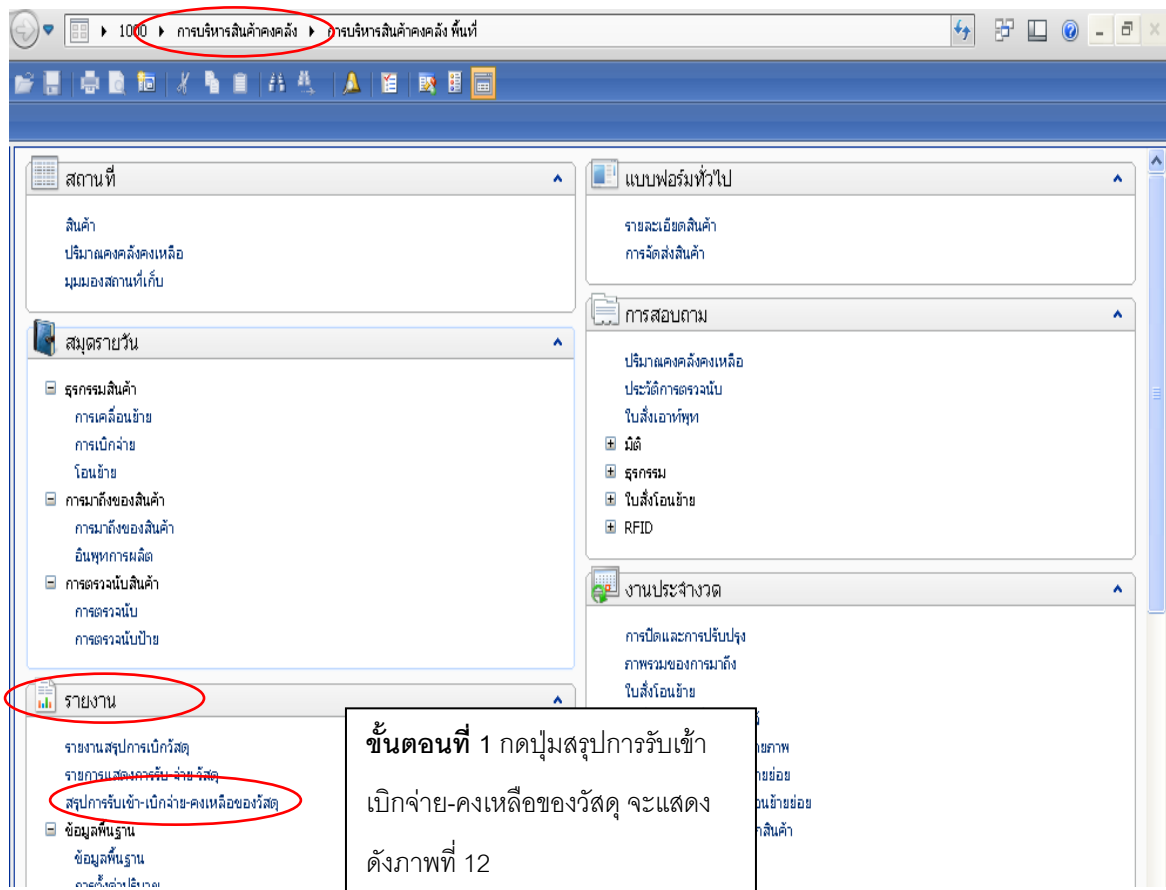 1000 การบริหารสินค้าคงคลัง การบริหารสินค้าคงคลัง พื้นที่
สถานที่
สินค้า
ปริมาณคงคลังคงเหลือ
มุมมองสถานที่เก็บ
สมุดรายวัน
ธุรกรรมสินค้า
การเคลื่อนย้าย
การเบิกจ่าย
โอนย้าย
การมาถึงของสินค้า
การมาถึงของสินค้า
อินพุทการผลิต
การตรวจนับสินค้า
การตรวจนับ
การตรวจนับป้าย
รายงาน
รายงานสรุปการเบิกวัสดุ
รายการแสดงการรับ-จ่าย วัสดุ
สรุปการรับเข้า-เบิกจ่าย-คงเหลือของวัสดุ
ข้อมูลพื้นฐาน
ข้อมูลพื้นฐาน
แบบฟอร์มทั่วไป
รายละเอียดสินค้า
การจัดส่งสินค้า
การสอบถาม
ปริมาณคงคลังคงเหลือ
ประวัติการตรวจนับ
ใบสั่งเอาท์พุท
มิติ
ธุรกรรม
ใบสั่งโอนย้าย
RFID
งานประจำงวด
การปิดและการปรับปรุง
ภาพรวมของการมาถึง
ใบสั่งโอนย้าย
ขั้นตอนที่ 1 กดปุ่มสรุปการรับเข้า
เบิกจ่าย-คงเหลือของวัสดุ จะแสดง
ดังภาพที่ 12